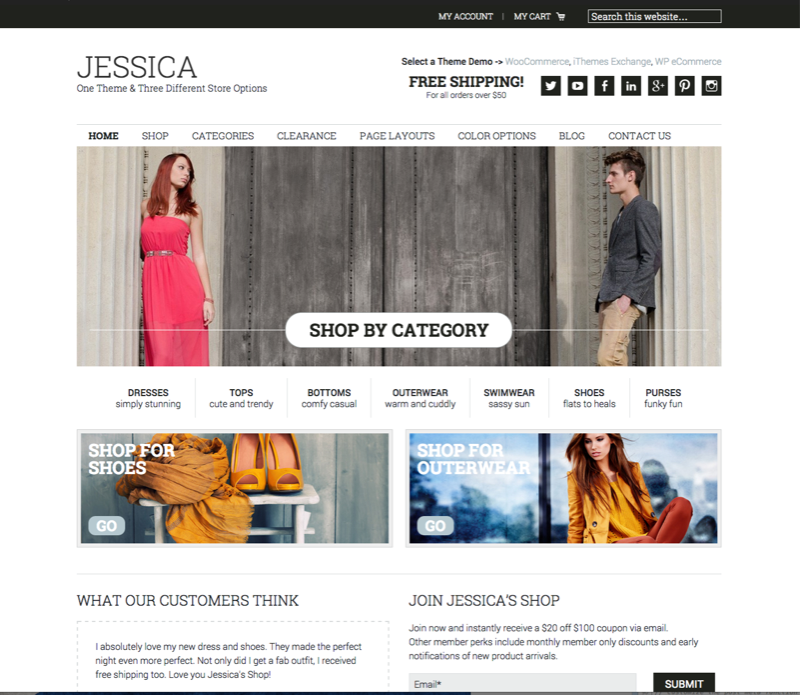 MY ACCOUNT | MY CART
Search this website...
JESSICA
One Theme & Three Different Store Options
Select a Theme Demo -> WooCommerce, iThemes Exchange, WP eCommerce
FREE SHIPPING!
For all orders over $50
HOME SHOP CATEGORIES CLEARANCE PAGE LAYOUTS COLOR OPTIONS BLOG CONTACT US
SHOP BY CATEGORY
DRESSES
simply stunning
TOPS
cute and trendy
BOTTOMS
comfy casual
OUTERWEAR
warm and cuddly
SWIMWEAR
sassy sun
SHOES
flats to heals
PURSES
funky fun
SHOP FOR
SHOES
GO
SHOP FOR
OUTERWEAR
GO
WHAT OUR CUSTOMERS THINK
I absolutely love my new dress and shoes. They made the perfect
night even more perfect. Not only did I get a fab outfit, I received
free shipping too. Love you Jessica's Shop!
JOIN JESSICA'S SHOP
Join now and instantly receive a $20 off $100 coupon via email.
Other member perks include monthly member only discounts and early
notifications of new product arrivals.
Email*
SUBMIT